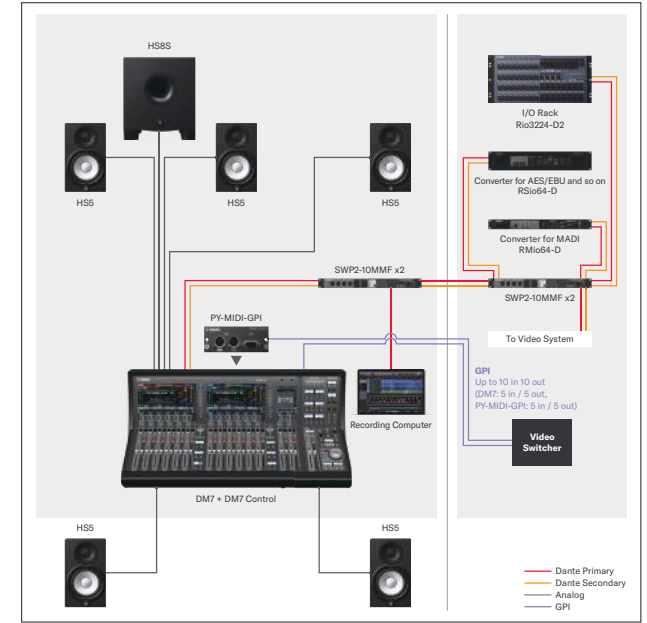 HS8S
HS5
HS5
HS5
I/O Rack
Rio3224-D2
Converter for AES/EBU and so on
RSio64-D
Converter for MADI
RMio64-D
SWP2-10MMF x2
SWP2-10MMF x2
PY-MIDI-GPI
To Video System
GPI
Up to 10 in 10 out
(DM7: 5 in / 5 out,
PY-MIDI-GPI: 5 in / 5 out)
Recording Computer
Video
Switcher
DM7 + DM7 Control
HS5
HS5
Dante Primary
Dante Secondary
Analog
GPI